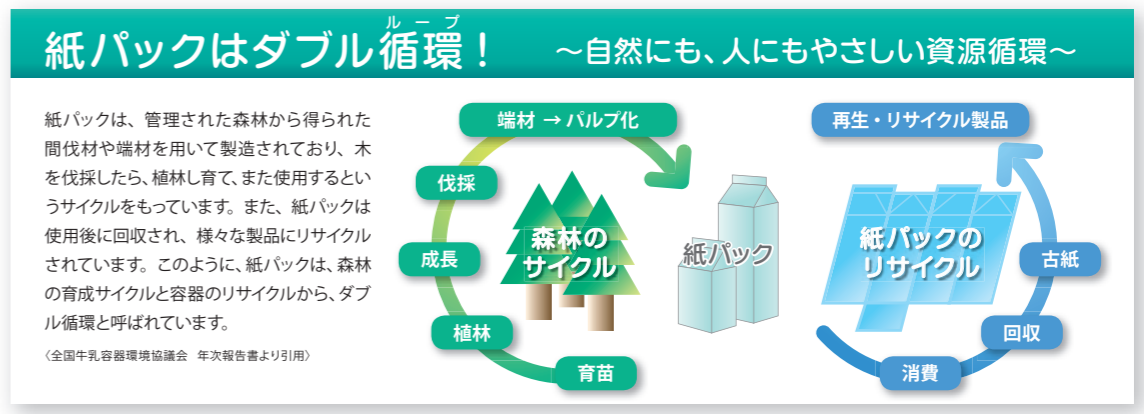 ループ
紙パックはダブル循環!
～自然にも、人にもやさしい資源循環～
紙パックは、管理された森林から得られた
間伐材や端材を用いて製造されており、木
を伐採したら、植林し育て、また使用するとい
うサイクルをもっています。また、紙パックは
使用後に回収され、様々な製品にリサイクル
されています。このように、紙パックは、森林
の育成サイクルと容器のリサイクルから、ダブ
ル循環と呼ばれています。
〈全国牛乳容器環境協議会　年次報告書より引用〉
端材 → パルプ化
伐採
成長
植林
育苗
森林の
サイクル
紙パック
再生・リサイクル製品
紙パックの
リサイクル
古紙
回収
消費